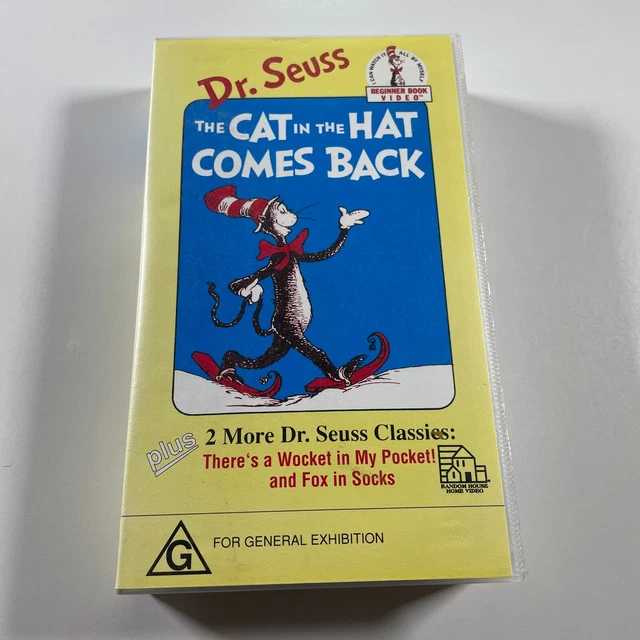 Dr. Seuss
I CAN WATCH IT ALL BY MYSELF
BEGINNER BOOK
VIDEO™
THE CAT IN THE HAT
COMES BACK
plus
2 More Dr. Seuss Classics:
There's a Wocket in My Pocket!
and Fox in Socks
RANDOM HOUSE
HOME VIDEO
G
FOR GENERAL EXHIBITION